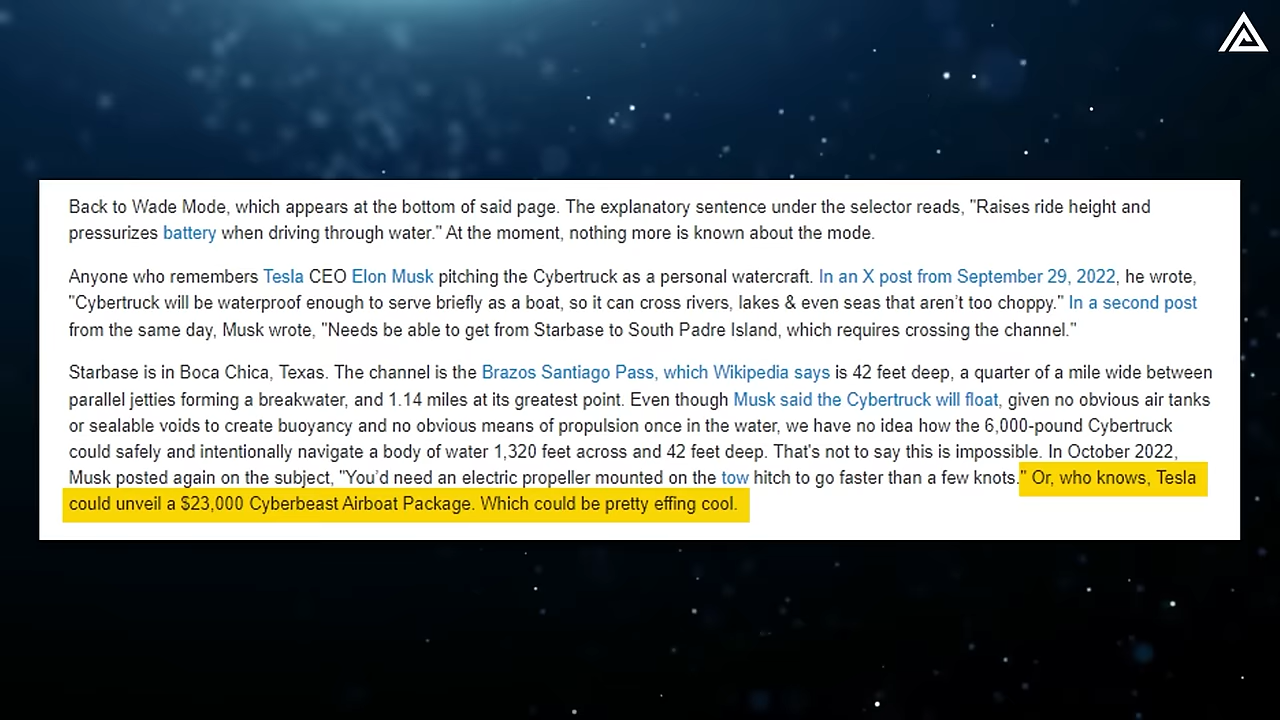 Back to Wade Mode, which appears at the bottom of said page. The explanatory sentence under the selector reads, "Raises ride height and
pressurizes battery when driving through water." At the moment, nothing more is known about the mode.
Anyone who remembers Tesla CEO Elon Musk pitching the Cybertruck as a personal watercraft. In an X post from September 29, 2022, he wrote,
"Cybertruck will be waterproof enough to serve briefly as a boat, so it can cross rivers, lakes & even seas that aren't too choppy." In a second post
from the same day, Musk wrote, "Needs be able to get from Starbase to South Padre Island, which requires crossing the channel."
Starbase is in Boca Chica, Texas. The channel is the Brazos Santiago Pass, which Wikipedia says is 42 feet deep, a quarter of a mile wide between
parallel jetties forming a breakwater, and 1.14 miles at its greatest point. Even though Musk said the Cybertruck will float, given no obvious air tanks
or sealable voids to create buoyancy and no obvious means of propulsion once in the water, we have no idea how the 6,000-pound Cybertruck
could safely and intentionally navigate a body of water 1,320 feet across and 42 feet deep. That's not to say this is impossible. In October 2022,
Musk posted again on the subject, "You'd need an electric propeller mounted on the tow hitch to go faster than a few knots." Or, who knows, Tesla
could unveil a $23,000 Cyberbeast Airboat Package. Which could be pretty effing cool.